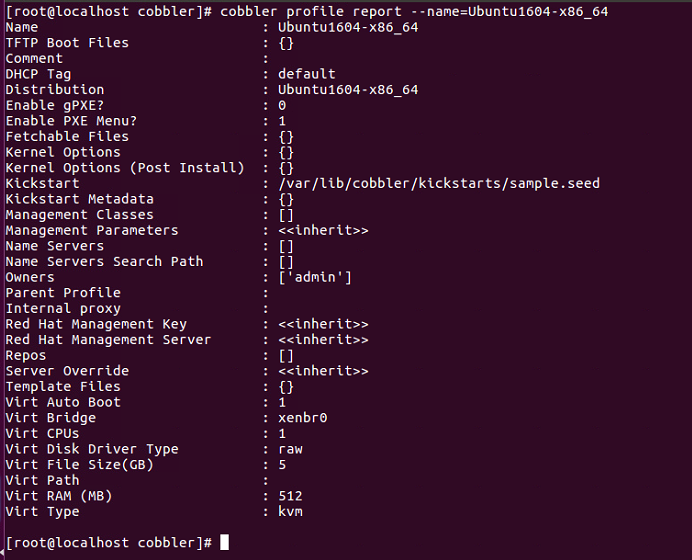 [root@localhost cobbler]# cobbler profile report --name=Ubuntu1604-x86_64
Name                           : Ubuntu1604-x86_64
TFTP Boot Files                : {}
Comment                        :
DHCP Tag                       : default
Distribution                   : Ubuntu1604-x86_64
Enable gPXE?                   : 0
Enable PXE Menu?               : 1
Fetchable Files                : {}
Kernel Options                 : {}
Kernel Options (Post Install)  : {}
Kickstart                      : /var/lib/cobbler/kickstarts/sample.seed
Kickstart Metadata             : {}
Management Classes             : []
Management Parameters          : <<inherit>>
Name Servers                   : []
Name Servers Search Path       : []
Owners                         : ['admin']
Parent Profile                 :
Internal proxy                 :
Red Hat Management Key         : <<inherit>>
Red Hat Management Server      : <<inherit>>
Repos                          : []
Server Override                : <<inherit>>
Template Files                 : {}
Virt Auto Boot                 : 1
Virt Bridge                    : xenbr0
Virt CPUs                      : 1
Virt Disk Driver Type          : raw
Virt File Size(GB)             : 5
Virt Path                      :
Virt RAM (MB)                  : 512
Virt Type                      : kvm
[root@localhost cobbler]#